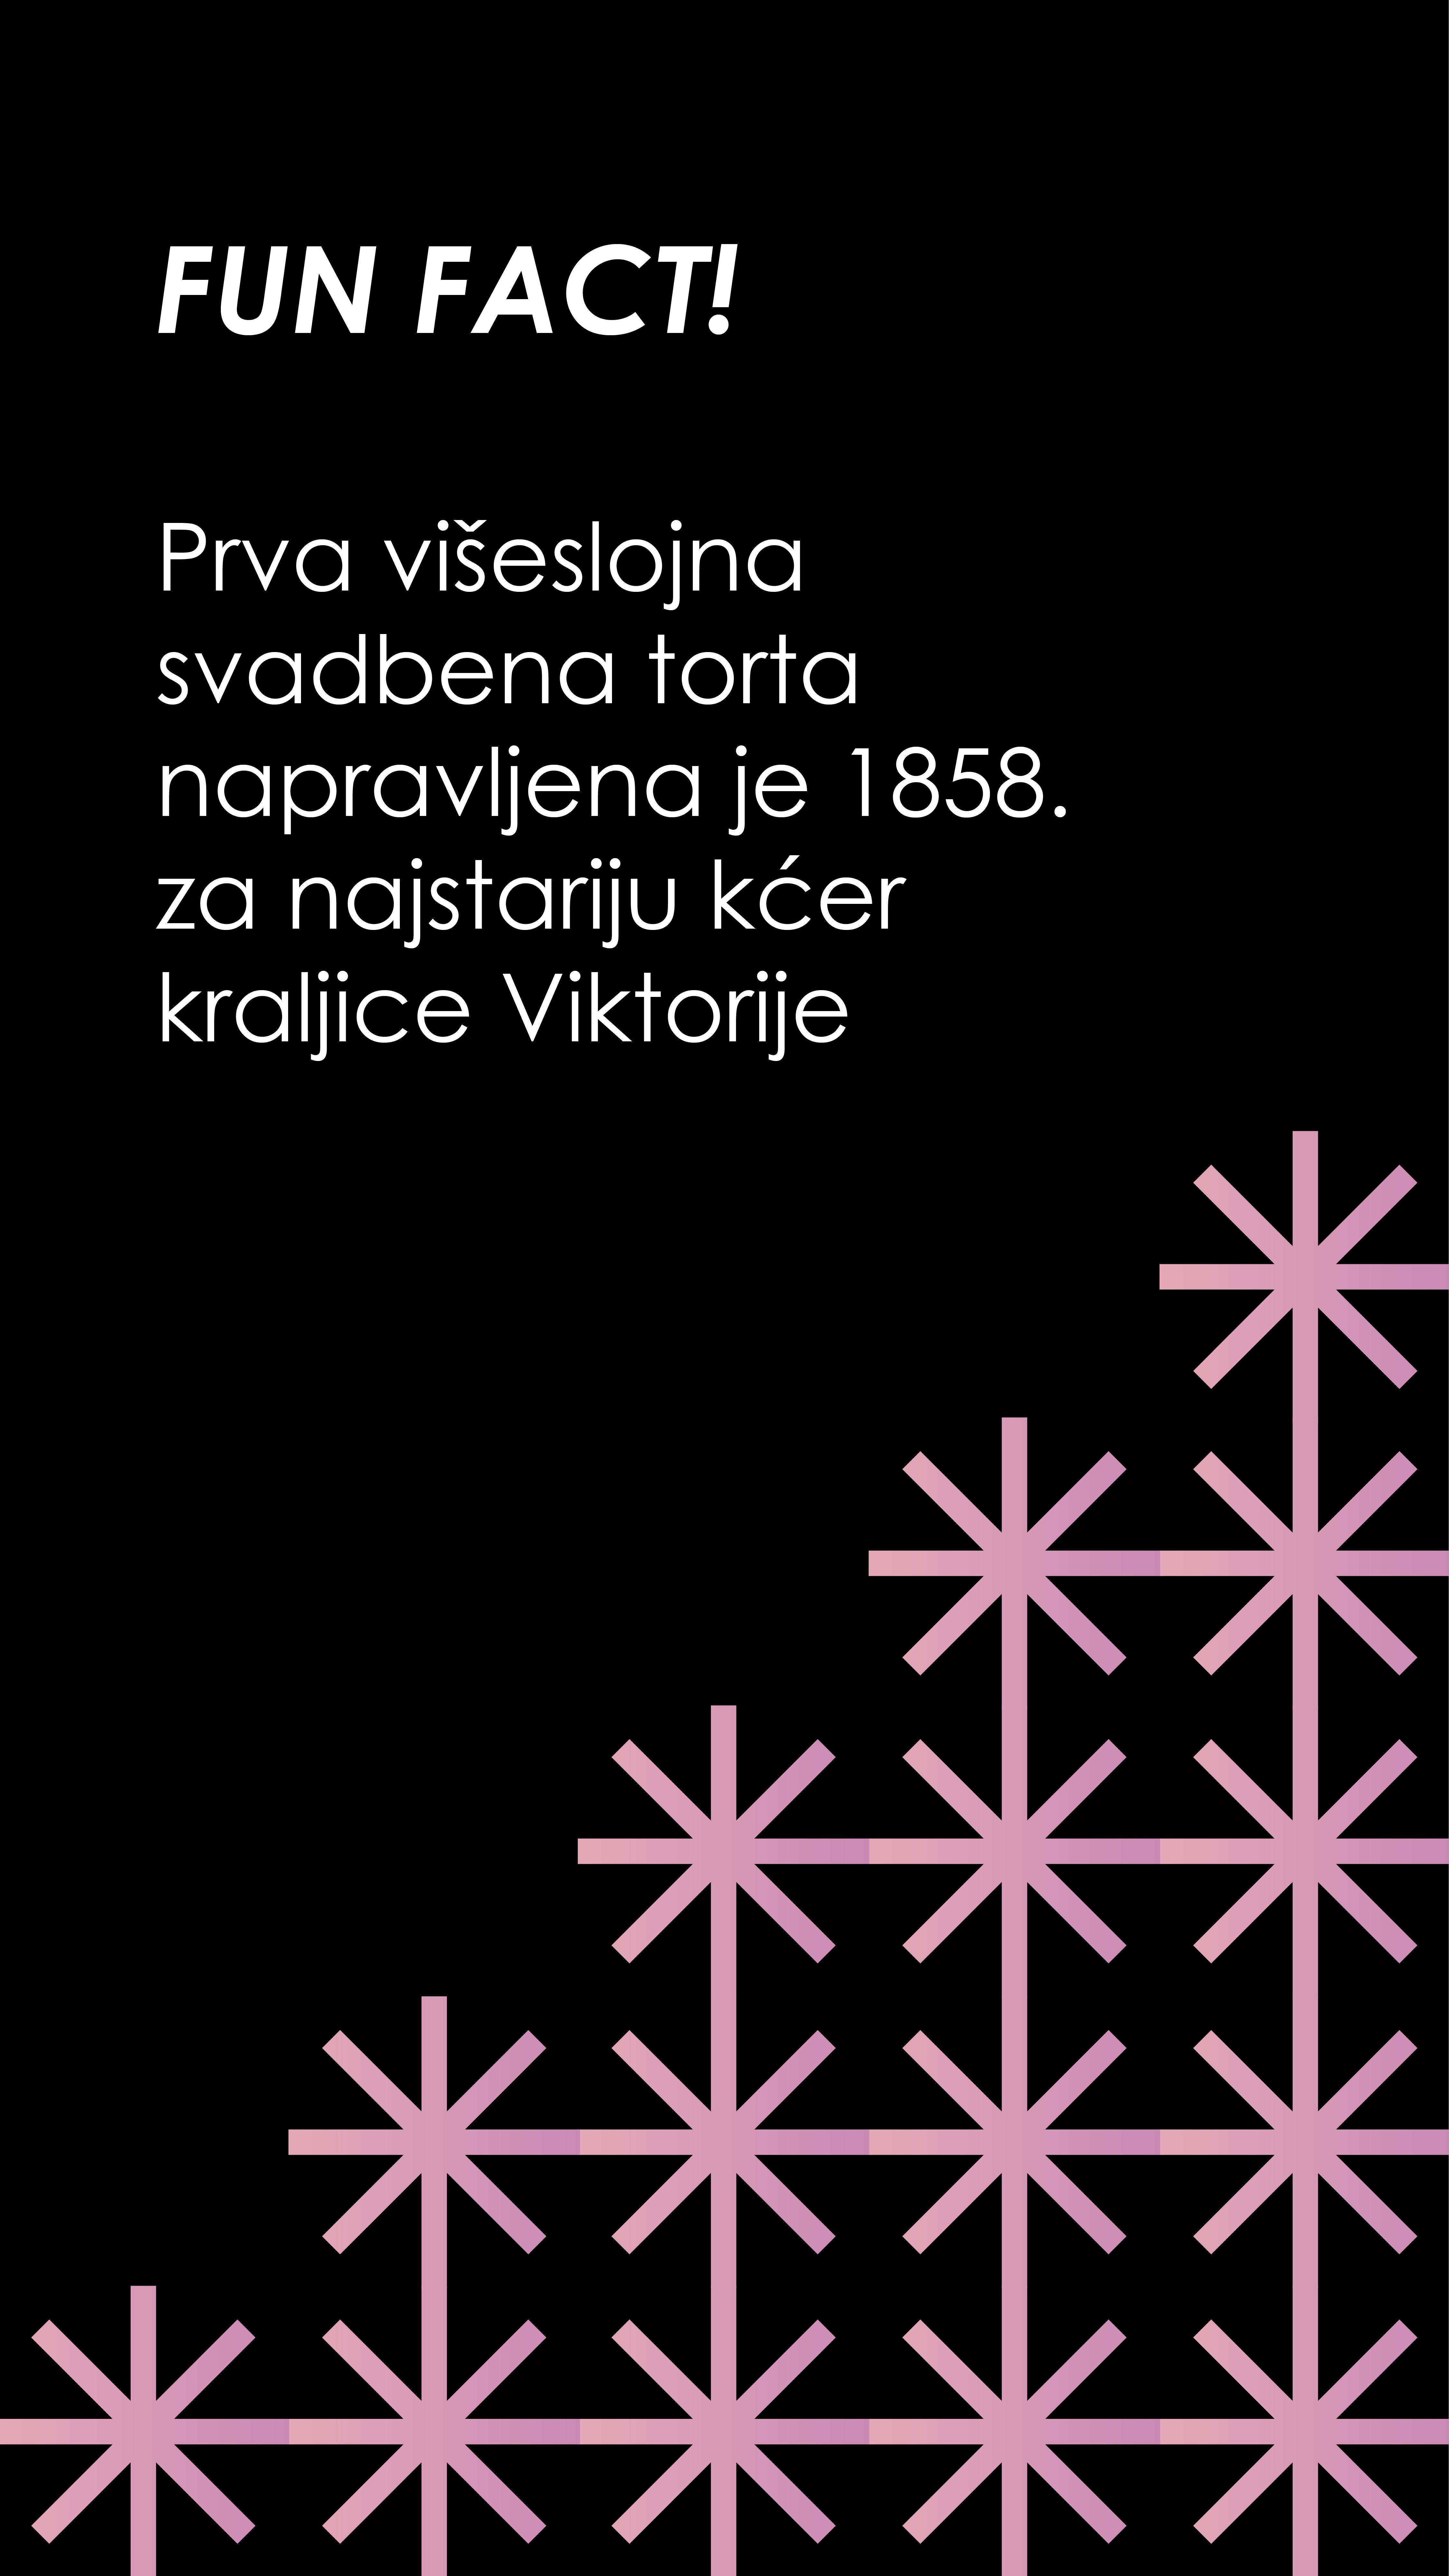 FUN FACT!
Prva višeslojna
svadbena torta
napravljena je 1858.
za najstariju kćer
kraljice Viktorije